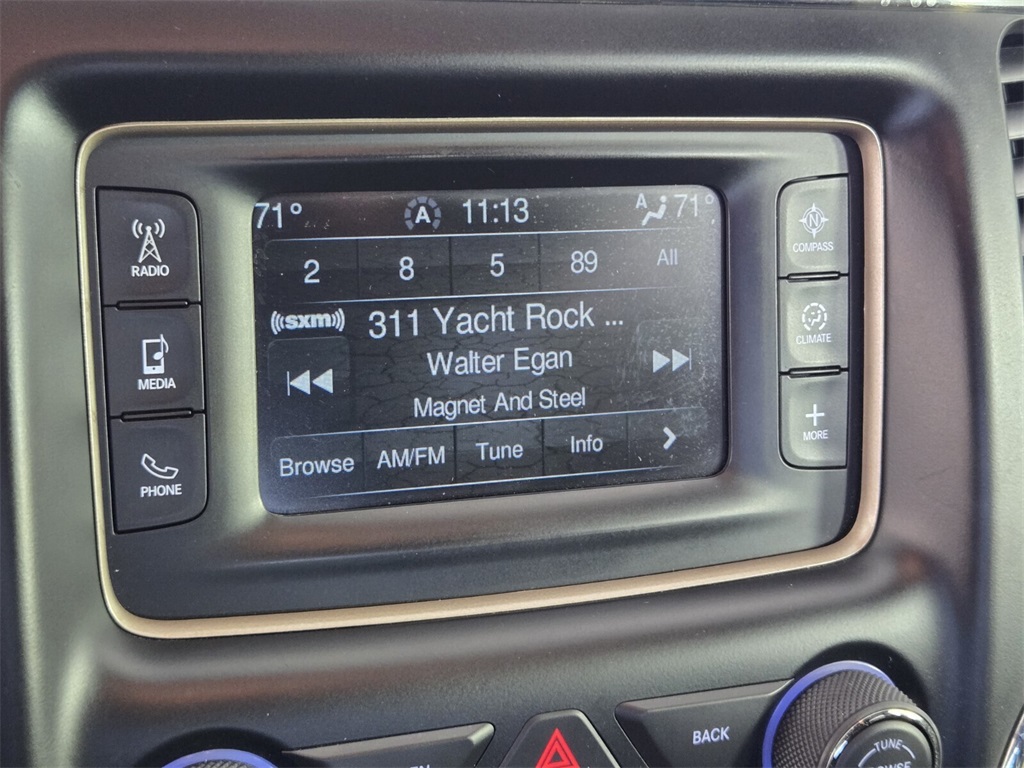 71° A 11:13 A 71°
2 8 5 89 All
((sxm)) 311 Yacht Rock ...
Walter Egan
Magnet And Steel
Browse AM/FM Tune Info
RADIO
MEDIA
PHONE
N
COMPASS
CLIMATE
MORE
BACK
TUNE
BROWSE